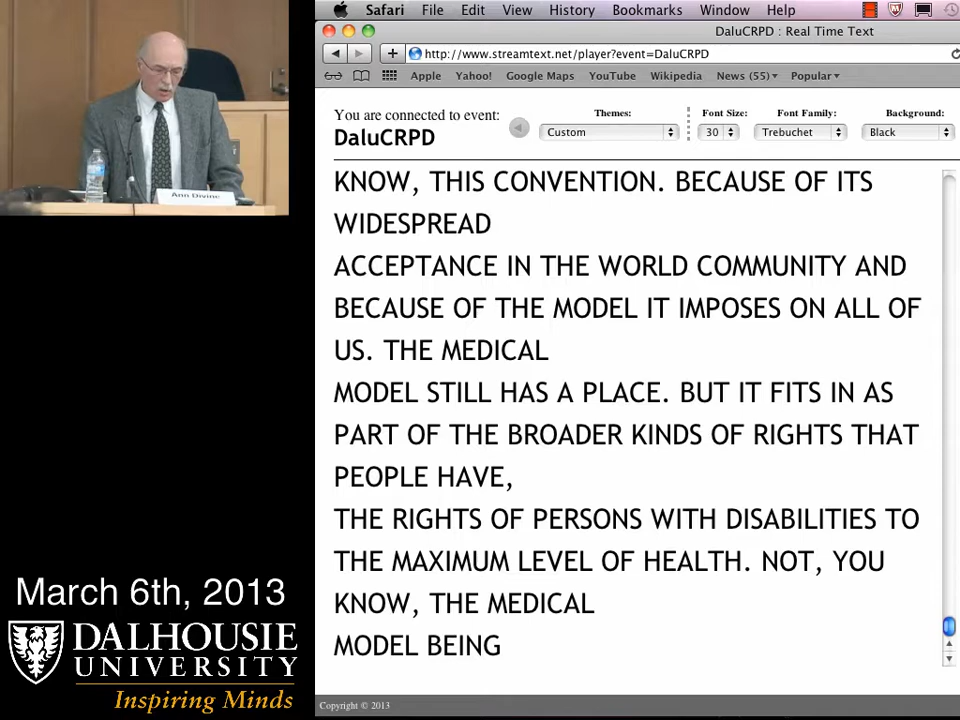 Safari File Edit View History Bookmarks Window Help
DaluCRPD : Real Time Text
http://www.streamtext.net/player?event=DaluCRPD
Apple Yahoo! Google Maps YouTube Wikipedia News (55) Popular
You are connected to event:
DaluCRPD
Themes: Font Size: Font Family: Background:
Custom 30 Trebuchet Black
KNOW, THIS CONVENTION. BECAUSE OF ITS
WIDESPREAD
ACCEPTANCE IN THE WORLD COMMUNITY AND
BECAUSE OF THE MODEL IT IMPOSES ON ALL OF
US. THE MEDICAL
MODEL STILL HAS A PLACE. BUT IT FITS IN AS
PART OF THE BROADER KINDS OF RIGHTS THAT
PEOPLE HAVE,
THE RIGHTS OF PERSONS WITH DISABILITIES TO
THE MAXIMUM LEVEL OF HEALTH. NOT, YOU
KNOW, THE MEDICAL
MODEL BEING
Copyright © 2013
Ann Divine
March 6th, 2013
DALHOUSIE
UNIVERSITY
Inspiring Minds